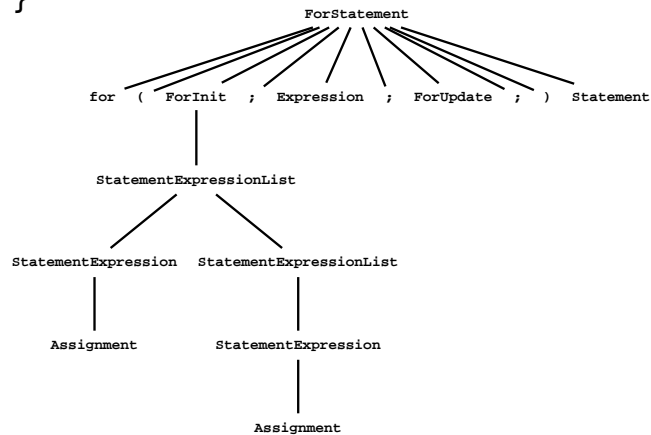 }
ForStatement
for ( ForInit ; Expression ; ForUpdate ; ) Statement
StatementExpressionList
StatementExpression StatementExpressionList
Assignment StatementExpression
Assignment